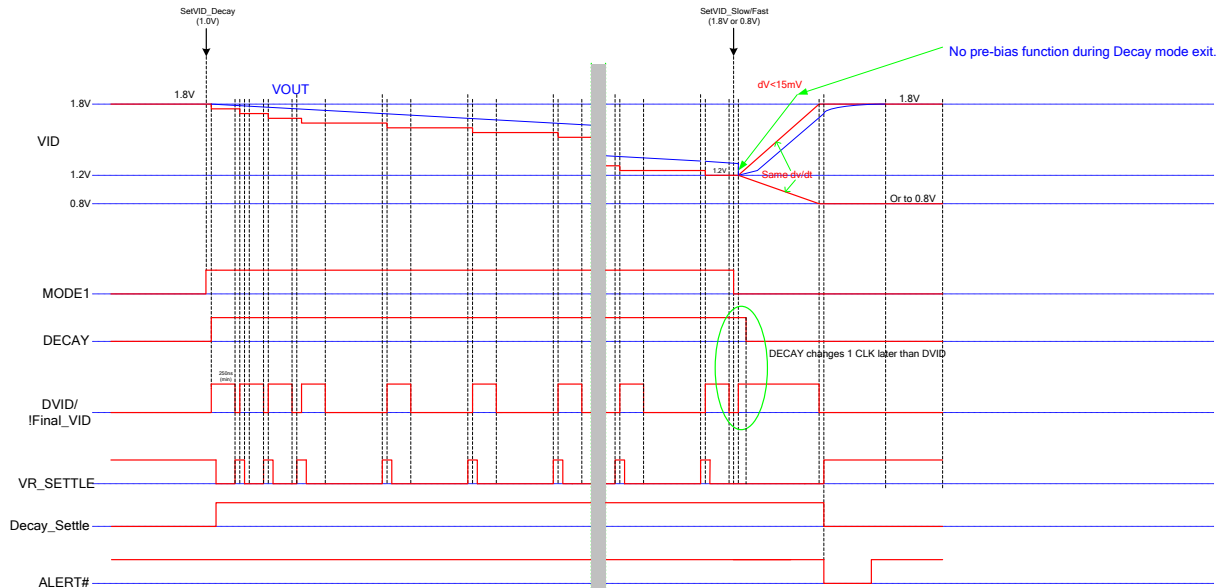 SetVID_Decay
(1.0V)
SetVID_Slow/Fast
(1.8V or 0.8V)
No pre-bias function during Decay mode exit.
dV<15mV
1.8V
1.8V
VOUT
1.8V
VID
1.2V
1.2V
Same dv/dt
0.8V
Or to 0.8V
MODE1
DECAY
DECAY changes 1 CLK later than DVID
250ns
(min)
DVID/
!Final_VID
VR_SETTLE
Decay_Settle
ALERT#